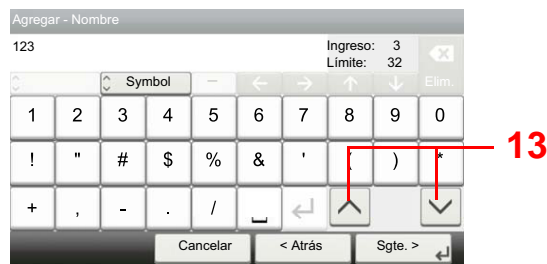 Agregar - Nombre
123
Ingreso: 3
Límite: 32
Symbol
Elim.
1 2 3 4 5 6 7 8 9 0
! " # $ % & ' ( ) *
+ , - . /
13
Cancelar < Atrás Sgte. >